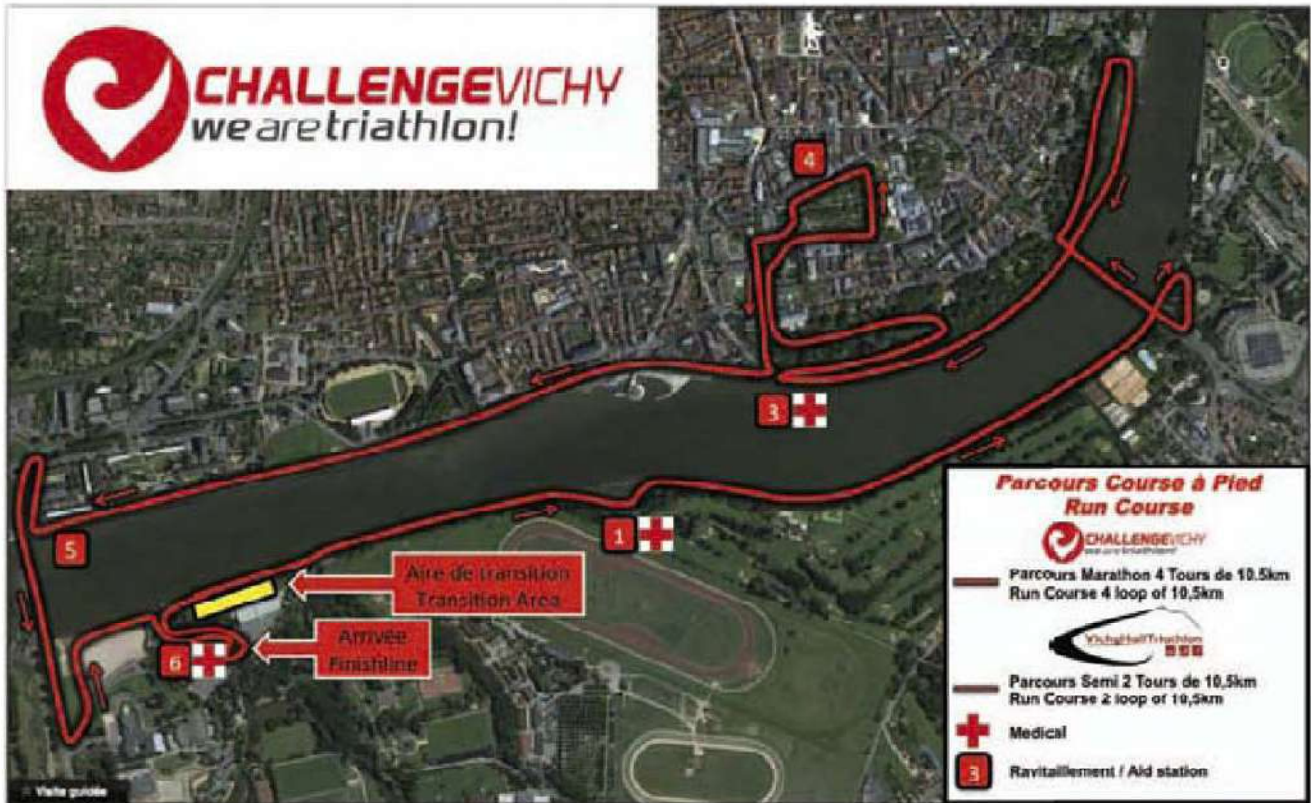 CHALLENGEVICHY
we are triathlon!
4
3
5
1
Aire de transition
Transition Area
Arrivée
Finishline
6
Parcours Course à Pied
Run Course
CHALLENGEVICHY
we are triathlon!
Parcours Marathon 4 Tours de 10.5km
Run Course 4 loop of 10,5km
VichyHalfTriathlon
Parcours Semi 2 Tours de 10,5km
Run Course 2 loop of 10,5km
Medical
3
Ravitaillement / Aid station
Visite guidée